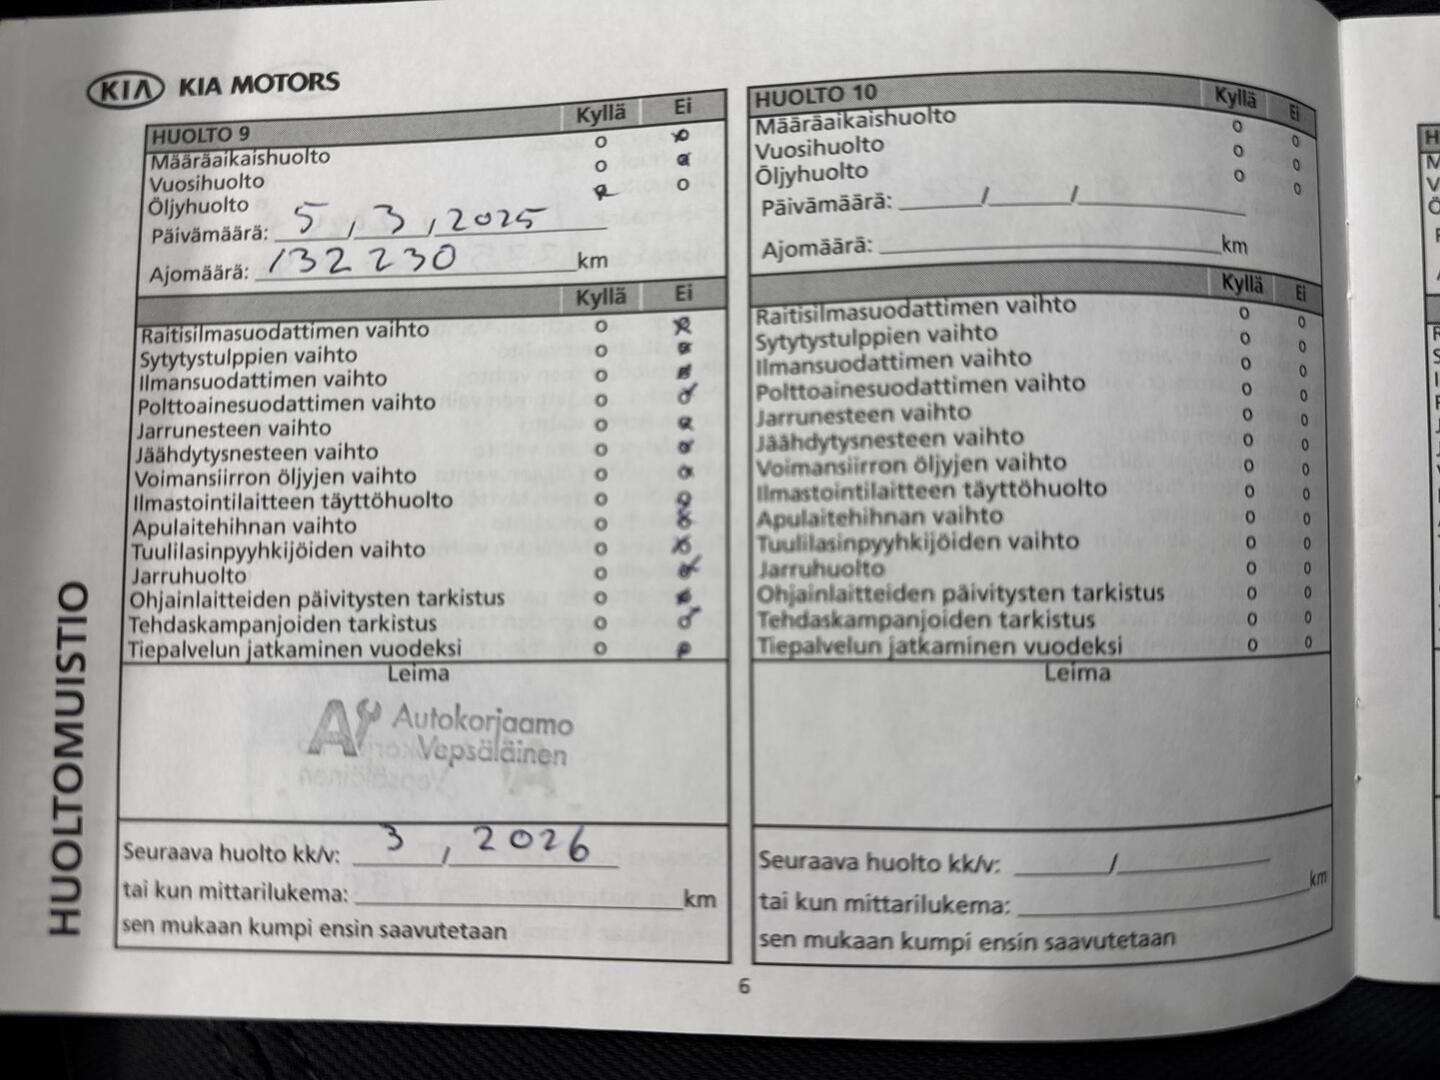 KIA KIA MOTORS
HUOLTO 9 Kyllä Ei
Määräaikaishuolto
Vuosihuolto
Öljyhuolto
Päivämäärä: 5 / 3 / 2025
Ajomäärä: 132 230 km
Kyllä Ei
Raitisilmasuodattimen vaihto
Sytytystulppien vaihto
Ilmansuodattimen vaihto
Polttoainesuodattimen vaihto
Jarrunesteen vaihto
Jäähdytysnesteen vaihto
Voimansiirron öljyjen vaihto
Ilmastointilaitteen täyttöhuolto
Apulaitehihnan vaihto
Tuulilasinpyyhkijöiden vaihto
Jarruhuolto
Ohjainlaitteiden päivitysten tarkistus
Tehdaskampanjoiden tarkistus
Tiepalvelun jatkaminen vuodeksi
Leima
Autokorjaamo
Vepsäläinen
Seuraava huolto kk/v: 3 / 2026
tai kun mittarilukema: km
sen mukaan kumpi ensin saavutetaan
HUOLTO 10 Kyllä Ei
Määräaikaishuolto
Vuosihuolto
Öljyhuolto
Päivämäärä: / /
Ajomäärä: km
Kyllä Ei
Raitisilmasuodattimen vaihto
Sytytystulppien vaihto
Ilmansuodattimen vaihto
Polttoainesuodattimen vaihto
Jarrunesteen vaihto
Jäähdytysnesteen vaihto
Voimansiirron öljyjen vaihto
Ilmastointilaitteen täyttöhuolto
Apulaitehihnan vaihto
Tuulilasinpyyhkijöiden vaihto
Jarruhuolto
Ohjainlaitteiden päivitysten tarkistus
Tehdaskampanjoiden tarkistus
Tiepalvelun jatkaminen vuodeksi
Leima
Seuraava huolto kk/v: /
tai kun mittarilukema: km
sen mukaan kumpi ensin saavutetaan
HUOLTOMUISTIO
6